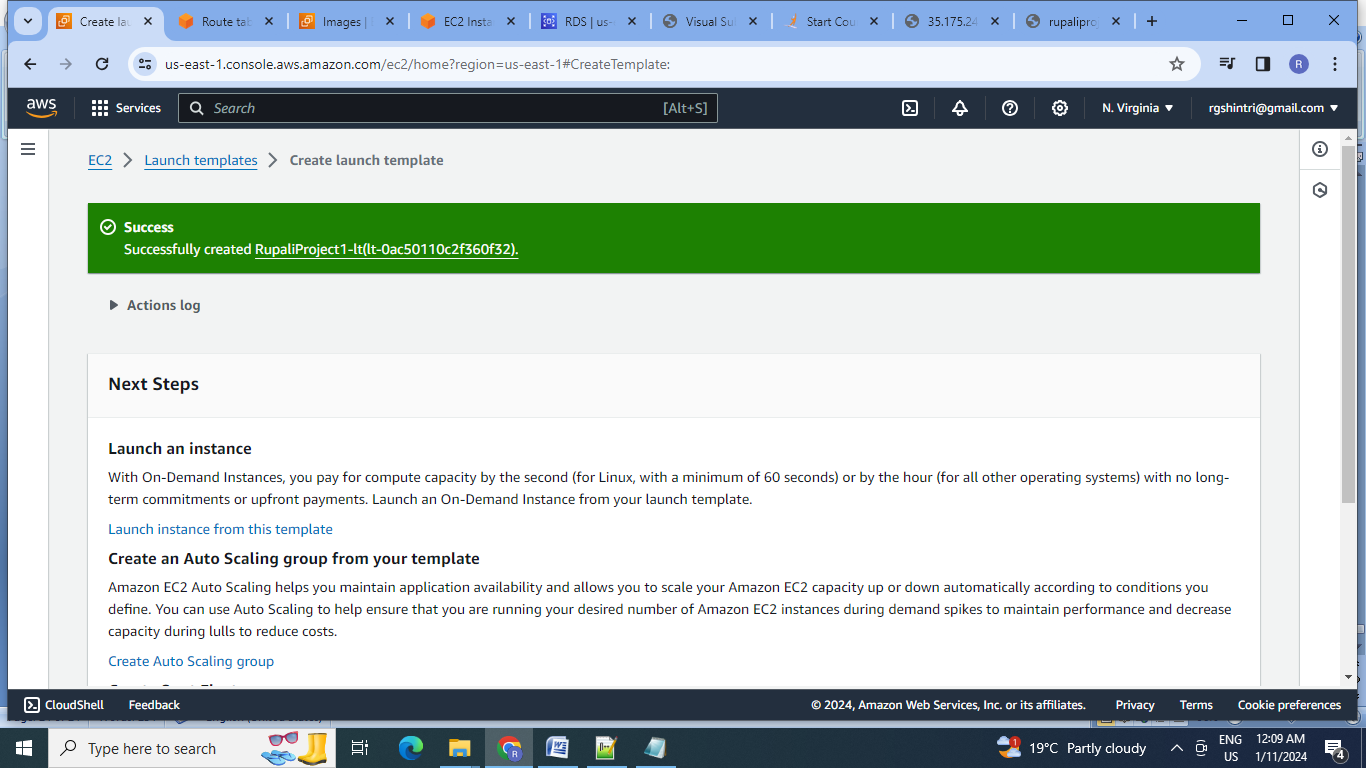 Create lau
Route tab
Images |
EC2 Insta
RDS | us-
Visual Sul
Start Cou
35.175.24
rupalipro
us-east-1.console.aws.amazon.com/ec2/home?region=us-east-1#CreateTemplate:
R
aws
Services
Search
[Alt+S]
N. Virginia
rgshintri@gmail.com
EC2
Launch templates
Create launch template
Success
Successfully created RupaliProject1-lt(lt-0ac50110c2f360f32).
Actions log
Next Steps
Launch an instance
With On-Demand Instances, you pay for compute capacity by the second (for Linux, with a minimum of 60 seconds) or by the hour (for all other operating systems) with no long-
term commitments or upfront payments. Launch an On-Demand Instance from your launch template.
Launch instance from this template
Create an Auto Scaling group from your template
Amazon EC2 Auto Scaling helps you maintain application availability and allows you to scale your Amazon EC2 capacity up or down automatically according to conditions you
define. You can use Auto Scaling to help ensure that you are running your desired number of Amazon EC2 instances during demand spikes to maintain performance and decrease
capacity during lulls to reduce costs.
Create Auto Scaling group
CloudShell
Feedback
© 2024, Amazon Web Services, Inc. or its affiliates.
Privacy
Terms
Cookie preferences
Type here to search
19°C Partly cloudy
ENG
US
12:09 AM
1/11/2024
4